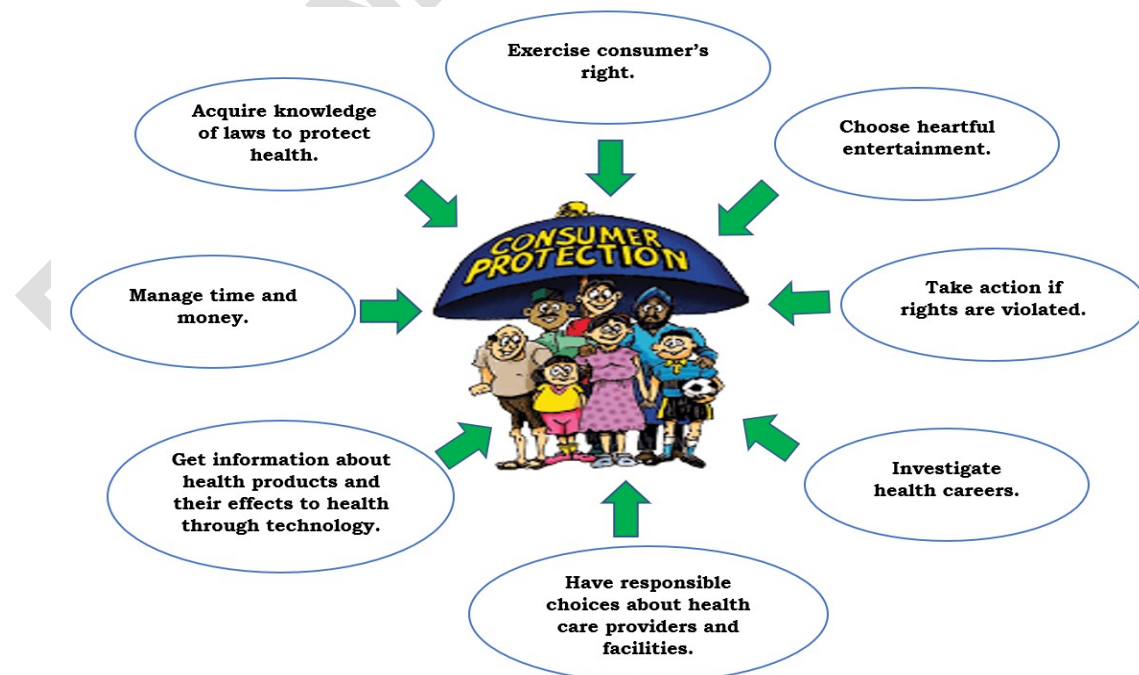 Exercise consumer's
right.
Acquire knowledge
of laws to protect
health.
Choose heartful
entertainment.
CONSUMER
PROTECTION
Manage time and
money.
Take action if
rights are violated.
Get information about
health products and
their effects to health
through technology.
Investigate
health careers.
Have responsible
choices about health
care providers and
facilities.